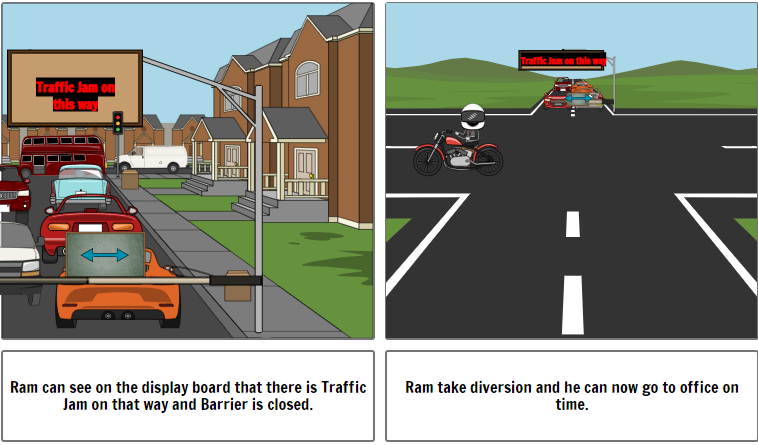 Traffic Jam on
this way
Traffic Jam on this way
Ram can see on the display board that there is Traffic
Jam on that way and Barrier is closed.
Ram take diversion and he can now go to office on
time.